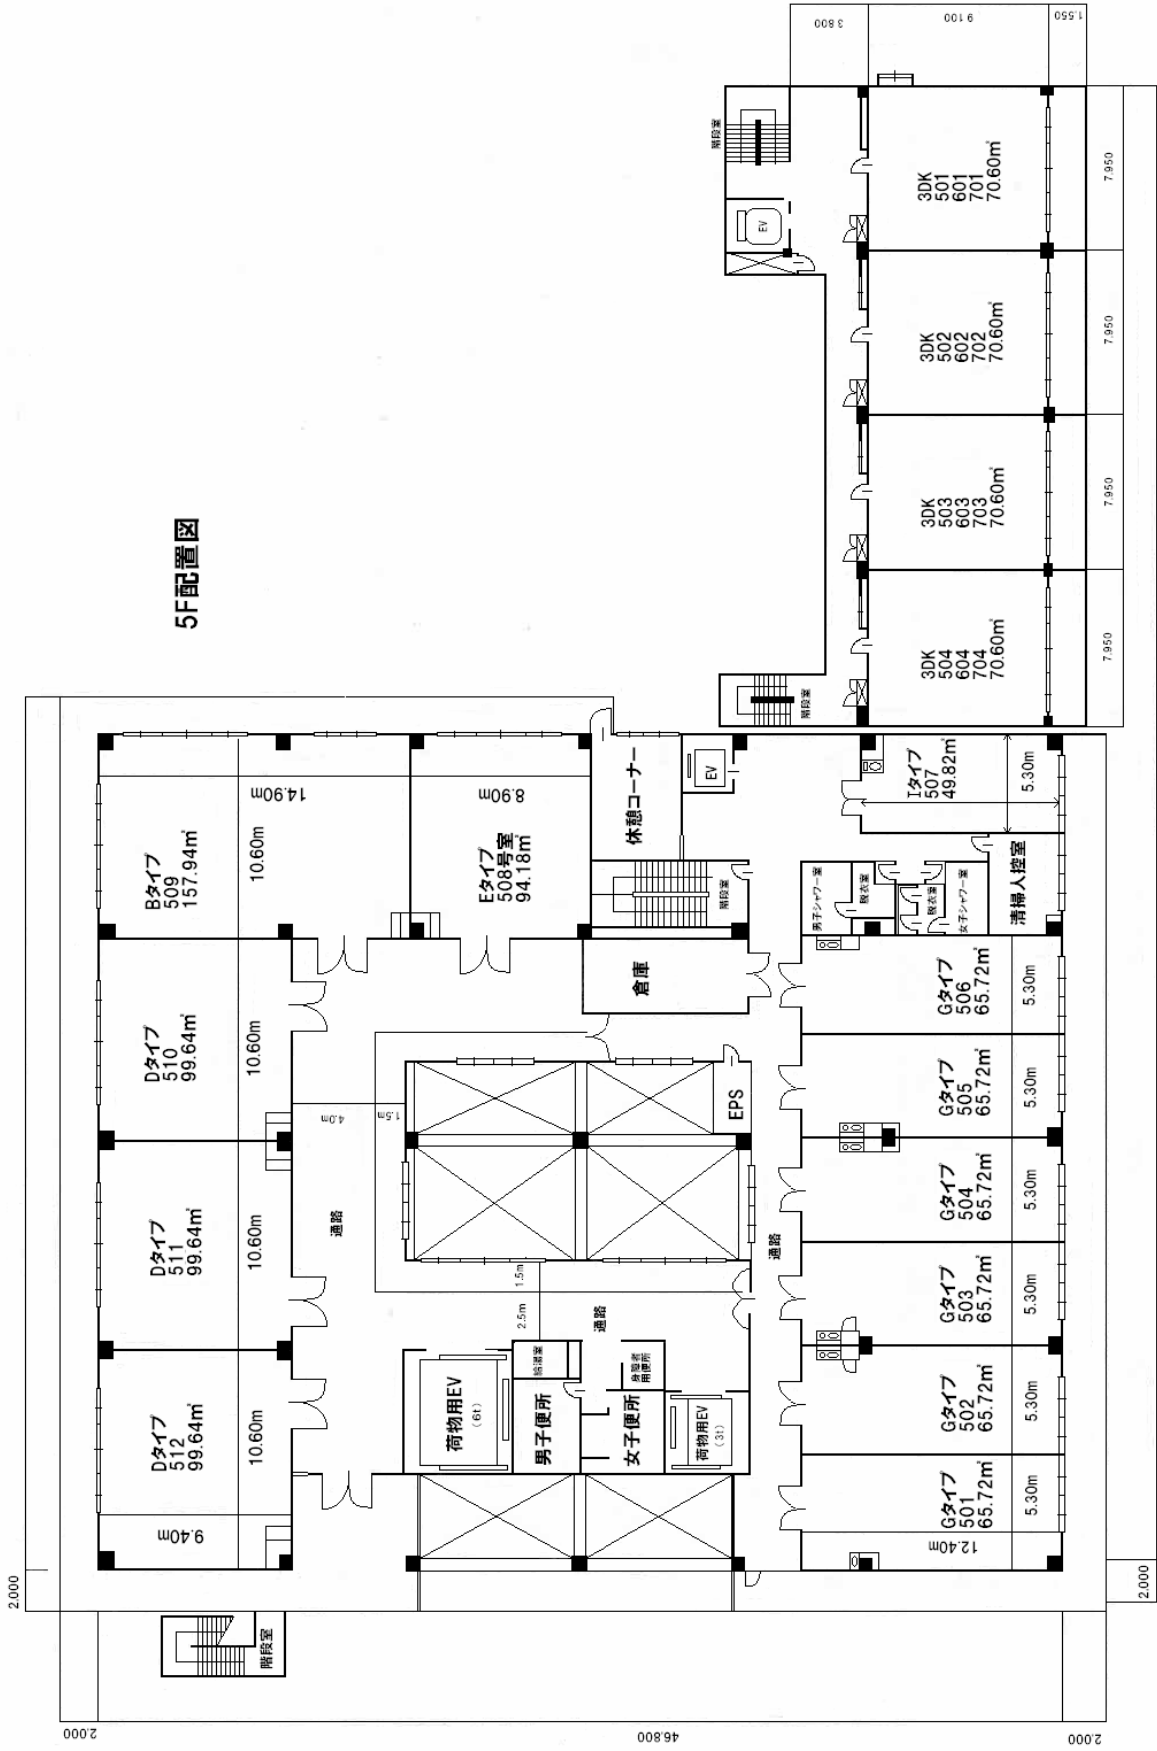 5F配置図
3.800
9.100
1.550
階段室
EV
3DK
501
601
701
70.60㎡
7.950
3DK
502
602
702
70.60㎡
7.950
3DK
503
603
703
70.60㎡
7.950
3DK
504
604
704
70.60㎡
7.950
階段室
Bタイプ
509
157.94㎡
14.90m
10.60m
Eタイプ
508号室
94.18㎡
8.90m
休憩コーナー
EV
階段室
Iタイプ
507
49.82㎡
5.30m
男子シャワー室
脱衣室
脱衣室
女子シャワー室
清掃人控室
Dタイプ
510
99.64㎡
10.60m
倉庫
Gタイプ
506
65.72㎡
5.30m
4.0m
1.5m
EPS
Gタイプ
505
65.72㎡
5.30m
Dタイプ
511
99.64㎡
10.60m
通路
通路
Gタイプ
504
65.72㎡
5.30m
1.5m
2.5m
通路
Gタイプ
503
65.72㎡
5.30m
Dタイプ
512
99.64㎡
10.60m
9.40m
荷物用EV
(6t)
給湯室
男子便所
身障者
用便所
女子便所
荷物用EV
(3t)
Gタイプ
502
65.72㎡
5.30m
Gタイプ
501
65.72㎡
5.30m
12.40m
2.000
2.000
階段室
2.000
46.800
2.000